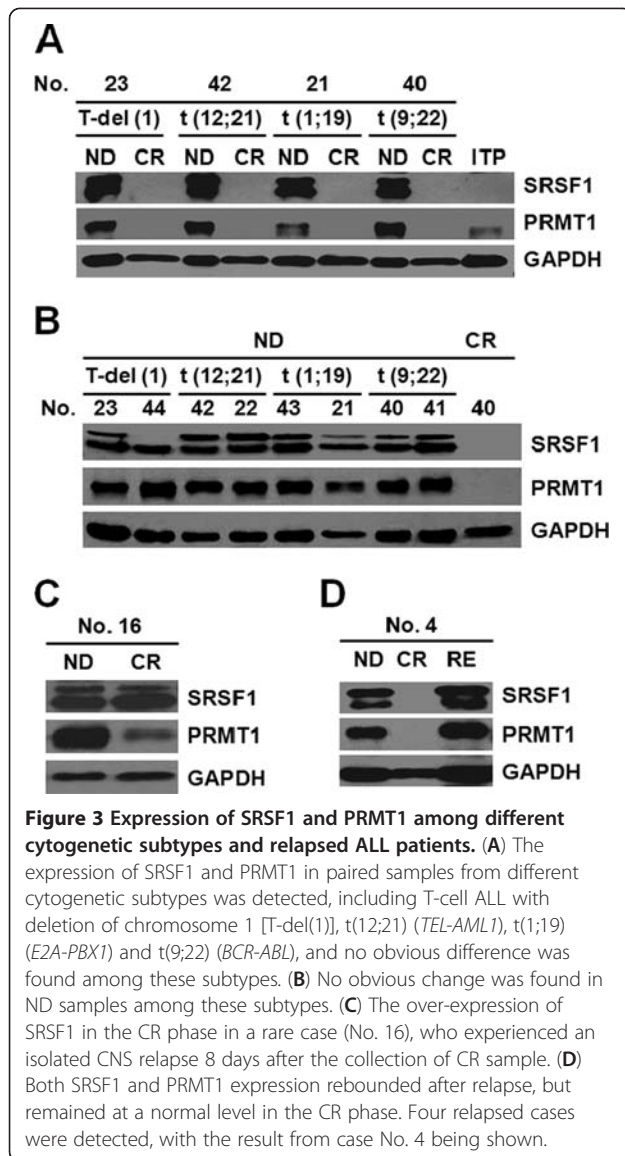 A
No. 23 42 21 40
T-del (1) t (12;21) t (1;19) t (9;22)
ND CR ND CR ND CR ND CR ITP
SRSF1
PRMT1
GAPDH
B
ND CR
T-del (1) t (12;21) t (1;19) t (9;22)
No. 23 44 42 22 43 21 40 41 40
SRSF1
PRMT1
GAPDH
C
No. 16
ND CR
SRSF1
PRMT1
GAPDH
D
No. 4
ND CR RE
SRSF1
PRMT1
GAPDH
Figure 3 Expression of SRSF1 and PRMT1 among different
cytogenetic subtypes and relapsed ALL patients. (A) The
expression of SRSF1 and PRMT1 in paired samples from different
cytogenetic subtypes was detected, including T-cell ALL with
deletion of chromosome 1 [T-del(1)], t(12;21) (TEL-AML1), t(1;19)
(E2A-PBX1) and t(9;22) (BCR-ABL), and no obvious difference was
found among these subtypes. (B) No obvious change was found in
ND samples among these subtypes. (C) The over-expression of
SRSF1 in the CR phase in a rare case (No. 16), who experienced an
isolated CNS relapse 8 days after the collection of CR sample. (D)
Both SRSF1 and PRMT1 expression rebounded after relapse, but
remained at a normal level in the CR phase. Four relapsed cases
were detected, with the result from case No. 4 being shown.